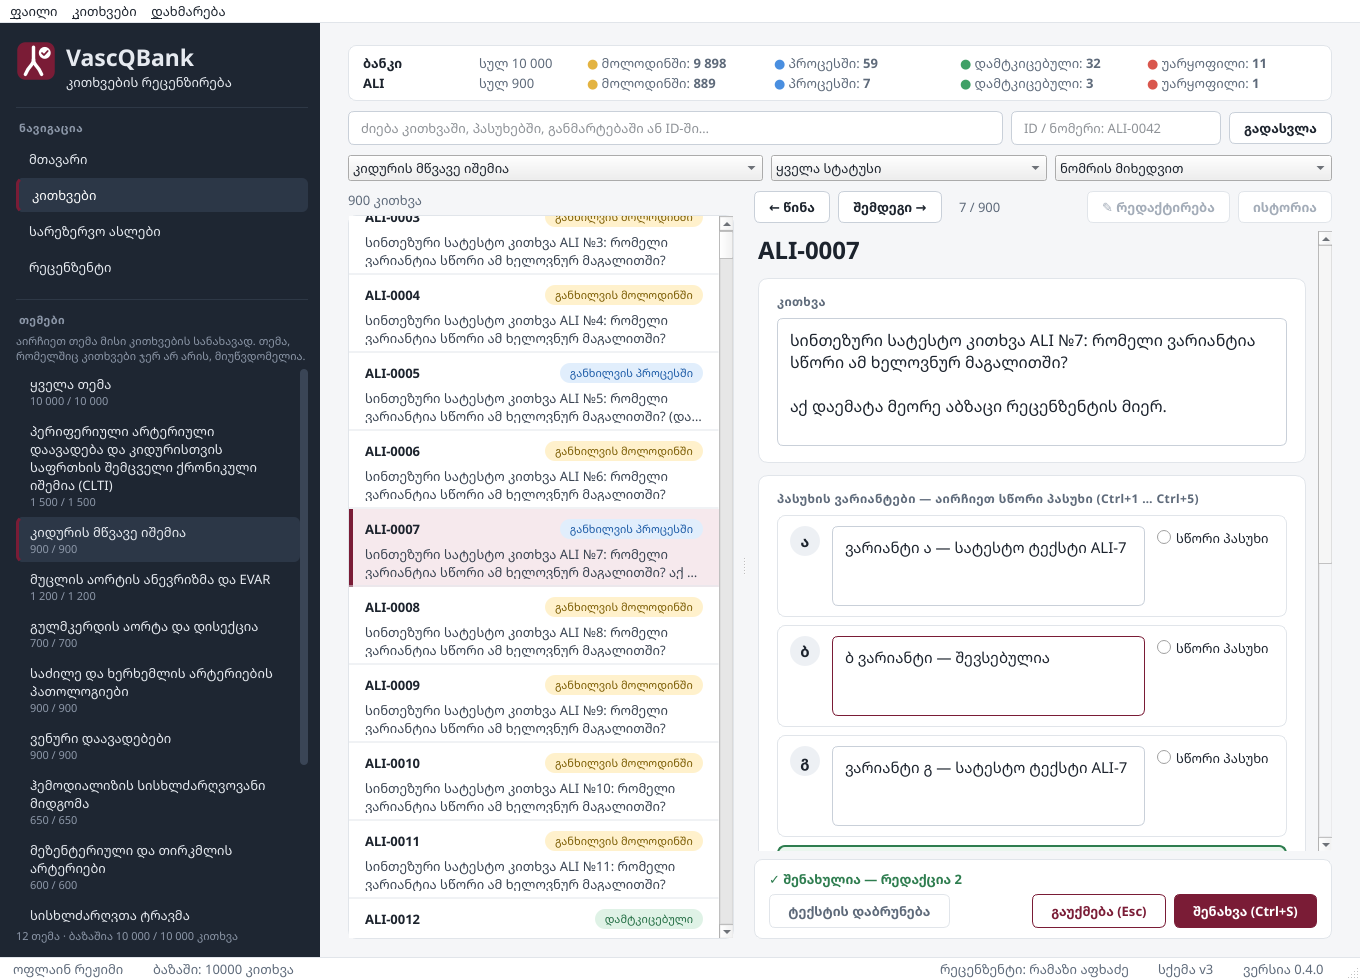 ფაილი კითხვები დახმარება
VascQBank
კითხვების რეცენზირება
ნავიგაცია
მთავარი
კითხვები
სარეზერვო ასლები
რეცენზენტი
თემები
აირჩიეთ თემა მისი კითხვების სანახავად. თემა,
რომელშიც კითხვები ჯერ არ არის, მიუწვდომელია.
ყველა თემა
10 000 / 10 000
პერიფერიული არტერიული
დაავადება და კიდურისთვის
საფრთხის შემცველი ქრონიკული
იშემია (CLTI)
1 500 / 1 500
კიდურის მწვავე იშემია
900 / 900
მუცლის აორტის ანევრიზმა და EVAR
1 200 / 1 200
გულმკერდის აორტა და დისექცია
700 / 700
საძილე და ხერხემლის არტერიების
პათოლოგიები
900 / 900
ვენური დაავადებები
900 / 900
ჰემოდიალიზის სისხლძარღვოვანი
მიდგომა
650 / 650
მეზენტერიული და თირკმლის
არტერიები
600 / 600
სისხლძარღვთა ტრავმა
12 თემა · ბაზაშია 10 000 / 10 000 კითხვა
ბანკი სულ 10 000 მოლოდინში: 9 898 პროცესში: 59 დამტკიცებული: 32 უარყოფილი: 11
ALI სულ 900 მოლოდინში: 889 პროცესში: 7 დამტკიცებული: 3 უარყოფილი: 1
ძიება კითხვაში, პასუხებში, განმარტებაში ან ID-ში... ID / ნომერი: ALI-0042 გადასვლა
კიდურის მწვავე იშემია ყველა სტატუსი ნომრის მიხედვით
900 კითხვა
ALI-0003 განხილვის მოლოდინში
სინთეზური სატესტო კითხვა ALI №3: რომელი
ვარიანტია სწორი ამ ხელოვნურ მაგალითში?
ALI-0004 განხილვის მოლოდინში
სინთეზური სატესტო კითხვა ALI №4: რომელი
ვარიანტია სწორი ამ ხელოვნურ მაგალითში?
ALI-0005 განხილვის პროცესში
სინთეზური სატესტო კითხვა ALI №5: რომელი
ვარიანტია სწორი ამ ხელოვნურ მაგალითში? (და...
ALI-0006 განხილვის მოლოდინში
სინთეზური სატესტო კითხვა ALI №6: რომელი
ვარიანტია სწორი ამ ხელოვნურ მაგალითში?
ALI-0007 განხილვის პროცესში
სინთეზური სატესტო კითხვა ALI №7: რომელი
ვარიანტია სწორი ამ ხელოვნურ მაგალითში? აქ ...
ALI-0008 განხილვის მოლოდინში
სინთეზური სატესტო კითხვა ALI №8: რომელი
ვარიანტია სწორი ამ ხელოვნურ მაგალითში?
ALI-0009 განხილვის მოლოდინში
სინთეზური სატესტო კითხვა ALI №9: რომელი
ვარიანტია სწორი ამ ხელოვნურ მაგალითში?
ALI-0010 განხილვის მოლოდინში
სინთეზური სატესტო კითხვა ALI №10: რომელი
ვარიანტია სწორი ამ ხელოვნურ მაგალითში?
ALI-0011 განხილვის მოლოდინში
სინთეზური სატესტო კითხვა ALI №11: რომელი
ვარიანტია სწორი ამ ხელოვნურ მაგალითში?
ALI-0012 დამტკიცებული
← წინა შემდეგი → 7 / 900 ✎ რედაქტირება ისტორია
ALI-0007
კითხვა
სინთეზური სატესტო კითხვა ALI №7: რომელი ვარიანტია
სწორი ამ ხელოვნურ მაგალითში?
აქ დაემატა მეორე აბზაცი რეცენზენტის მიერ.
პასუხის ვარიანტები — აირჩიეთ სწორი პასუხი (Ctrl+1 ... Ctrl+5)
ა ვარიანტი ა — სატესტო ტექსტი ALI-7 სწორი პასუხი
ბ ბ ვარიანტი — შევსებულია სწორი პასუხი
გ ვარიანტი გ — სატესტო ტექსტი ALI-7 სწორი პასუხი
✓ შენახულია — რედაქცია 2
ტექსტის დაბრუნება გაუქმება (Esc) შენახვა (Ctrl+S)
ოფლაინ რეჟიმი ბაზაში: 10000 კითხვა რეცენზენტი: რამაზი აფხაძე სქემა v3 ვერსია 0.4.0